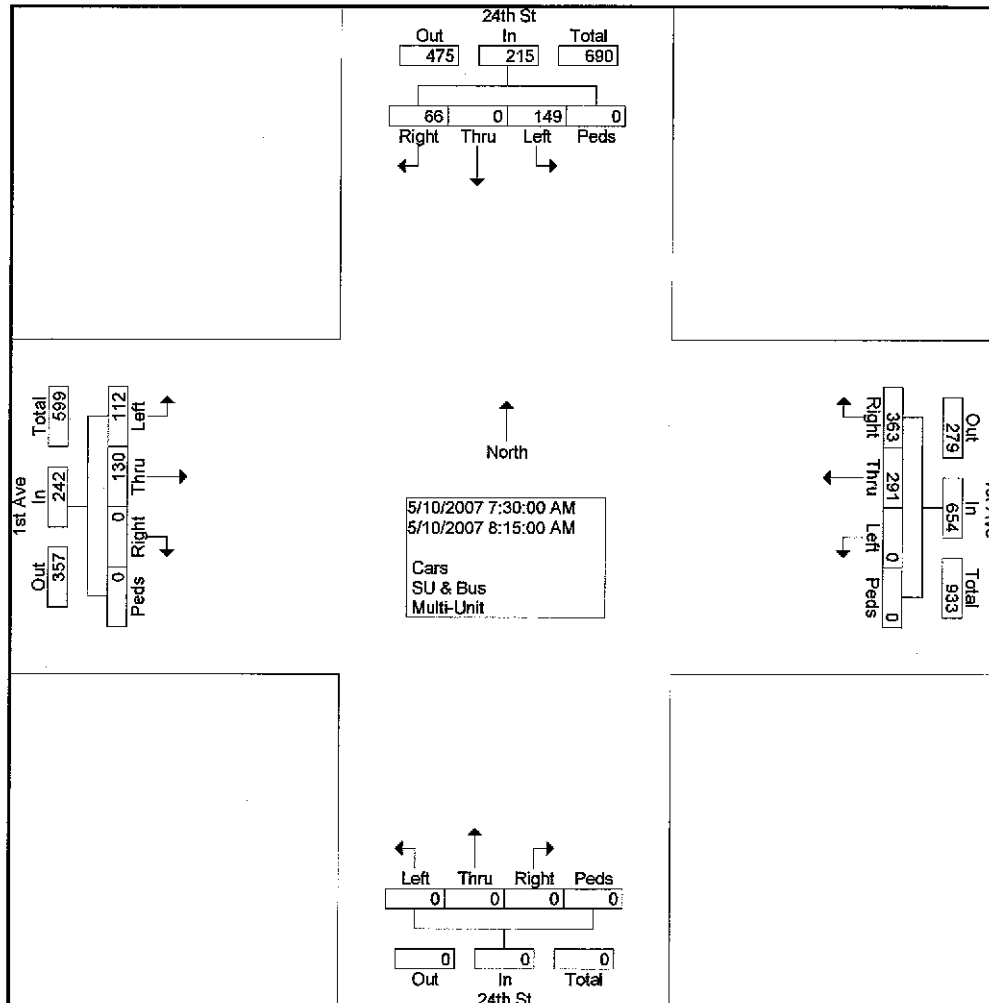 24th St
Out In Total
475 215 690
66 0 149 0
Right Thru Left Peds
1st Ave
Total In Out
599 242 357
112 130 0 0
Left Thru Right Peds
North
5/10/2007 7:30:00 AM
5/10/2007 8:15:00 AM
Cars
SU & Bus
Multi-Unit
Right Thru Left Peds
363 291 0 0
Out In Total
279 654 933
Left Thru Right Peds
0 0 0 0
0 0 0
Out In Total
24th St